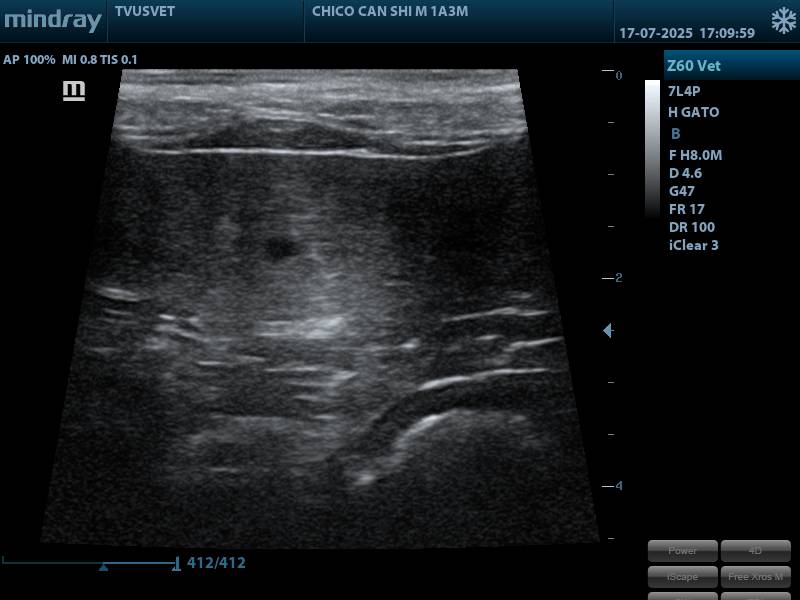 mindray
TVUSVET
CHICO CAN SHI M 1A3M
17-07-2025 17:09:59
AP 100% MI 0.8 TIS 0.1
m
0
2
4
Z60 Vet
7L4P
H GATO
B
F H8.0M
D 4.6
G47
FR 17
DR 100
iClear 3
412/412
Power
4D
iScape
Free Xros M